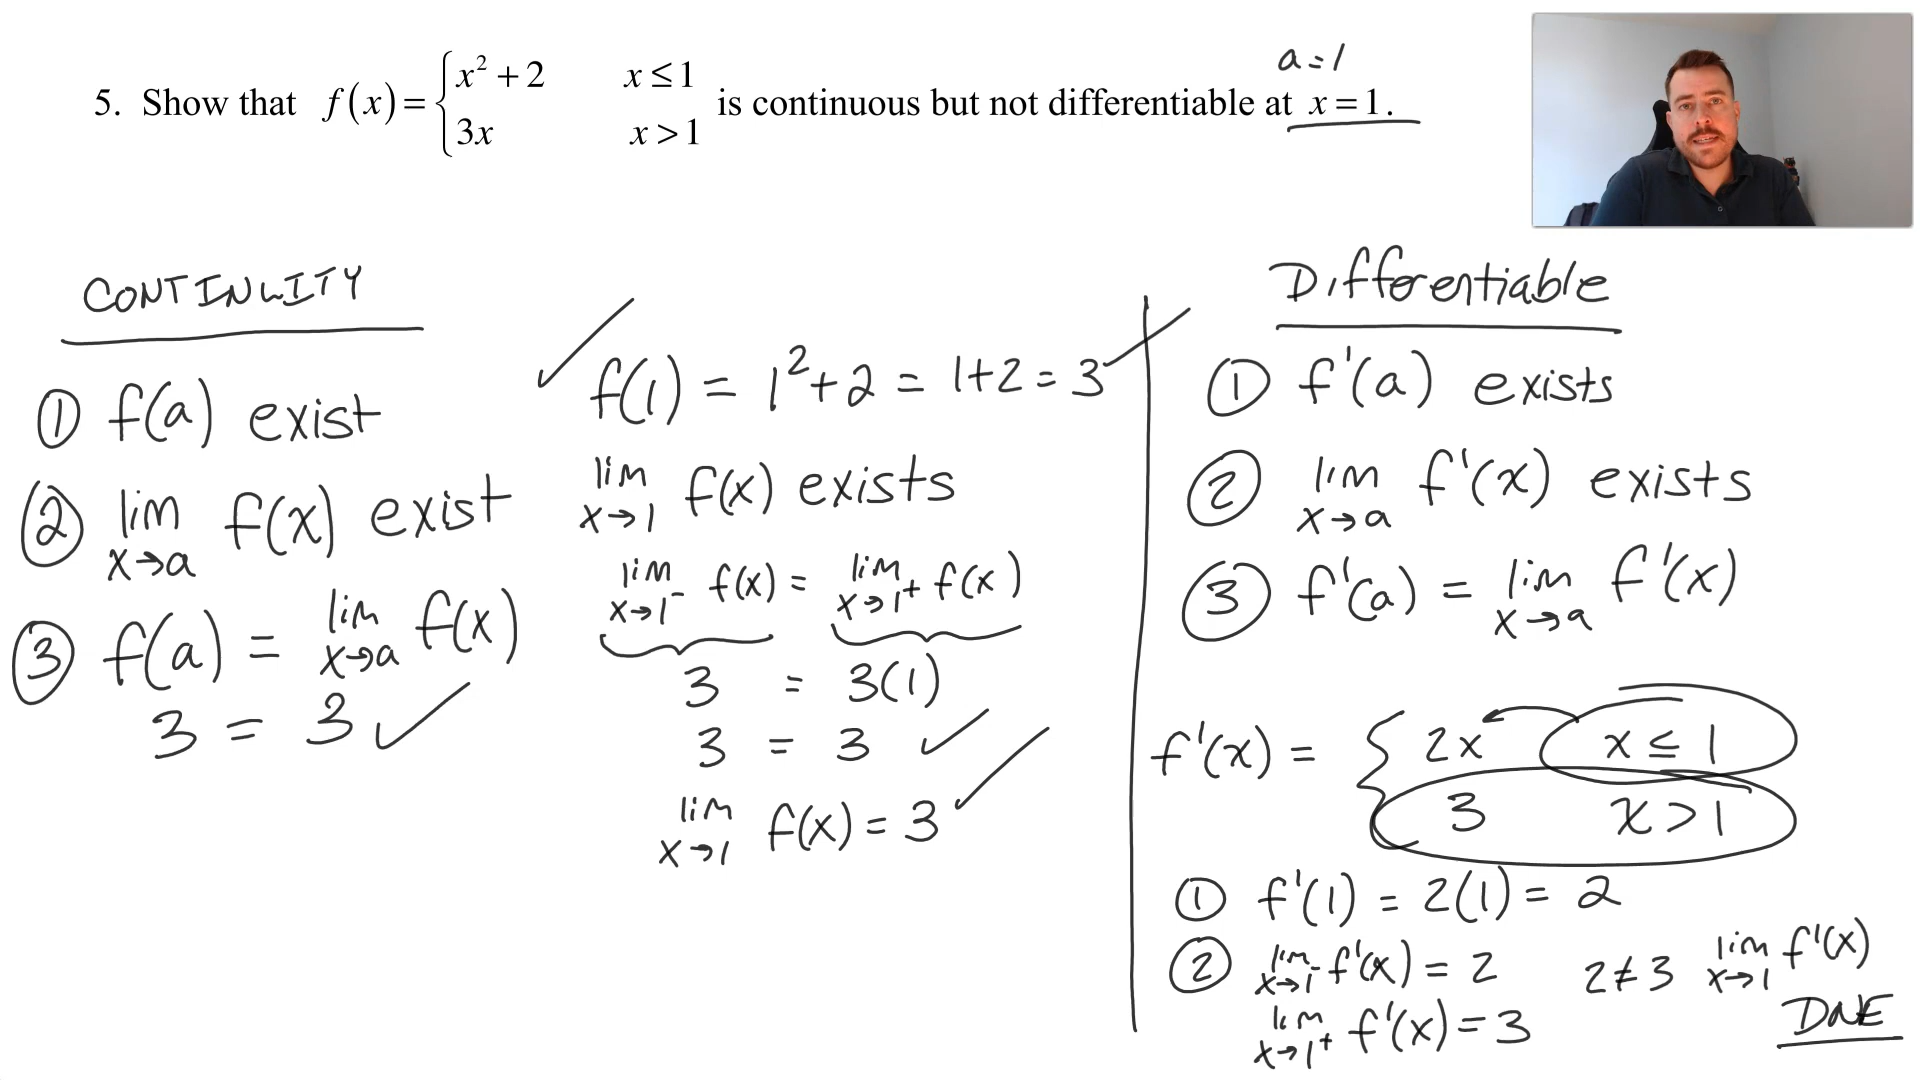 a=1
5. Show that f(x)= { x² + 2 x ≤ 1
3x x > 1 is continuous but not differentiable at x = 1.
CONTINUITY
① f(a) exist
② lim x→a f(x) exist
③ f(a) = lim x→a f(x)
3 = 3 ✓
✓ f(1) = 1²+2 = 1+2 = 3 ✓
lim x→1 f(x) exists
lim x→1⁻ f(x) = lim x→1⁺ f(x)
3 = 3(1)
3 = 3 ✓
lim x→1 f(x) = 3 ✓
Differentiable
① f'(a) exists
② lim x→a f'(x) exists
③ f'(a) = lim x→a f'(x)
f'(x) = { 2x x ≤ 1
3 x > 1
① f'(1) = 2(1) = 2
② lim x→1⁻ f'(x) = 2 2≠3 lim x→1 f'(x)
lim x→1⁺ f'(x) = 3 DNE